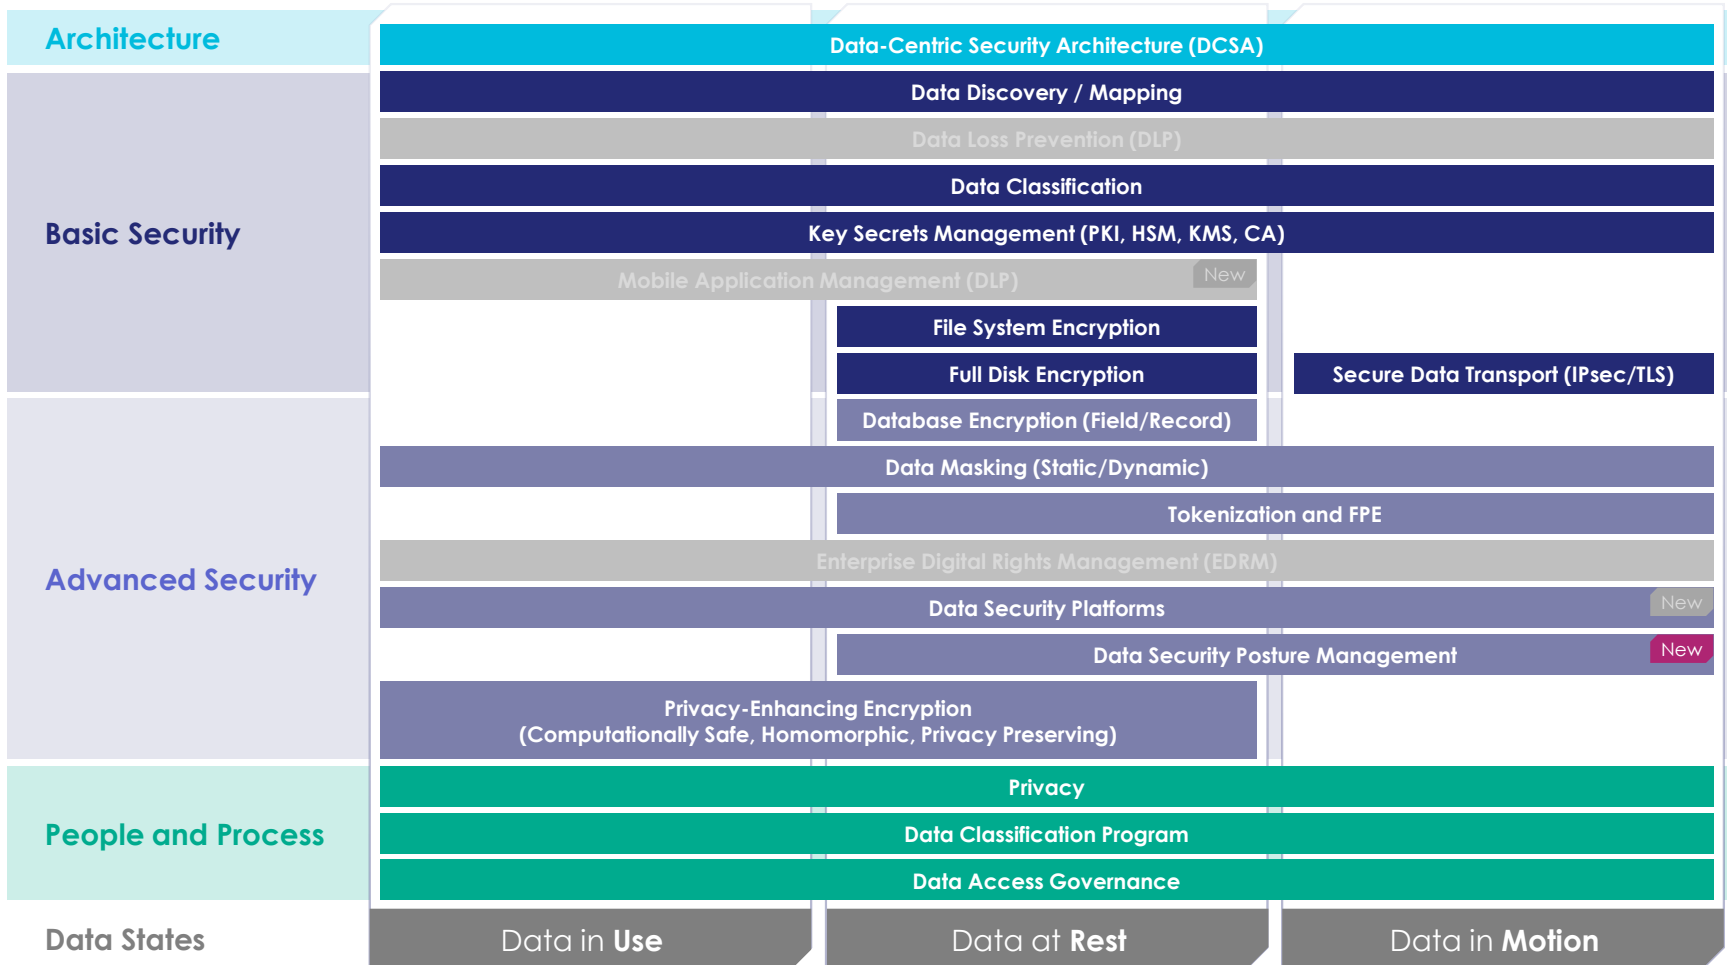 Architecture
Data-Centric Security Architecture (DCSA)
Basic Security
Data Discovery / Mapping
Data Loss Prevention (DLP)
Data Classification
Key Secrets Management (PKI, HSM, KMS, CA)
Mobile Application Management (DLP)
New
File System Encryption
Full Disk Encryption
Secure Data Transport (IPsec/TLS)
Advanced Security
Database Encryption (Field/Record)
Data Masking (Static/Dynamic)
Tokenization and FPE
Enterprise Digital Rights Management (EDRM)
Data Security Platforms
New
Data Security Posture Management
New
Privacy-Enhancing Encryption
(Computationally Safe, Homomorphic, Privacy Preserving)
People and Process
Privacy
Data Classification Program
Data Access Governance
Data States
Data in Use
Data at Rest
Data in Motion